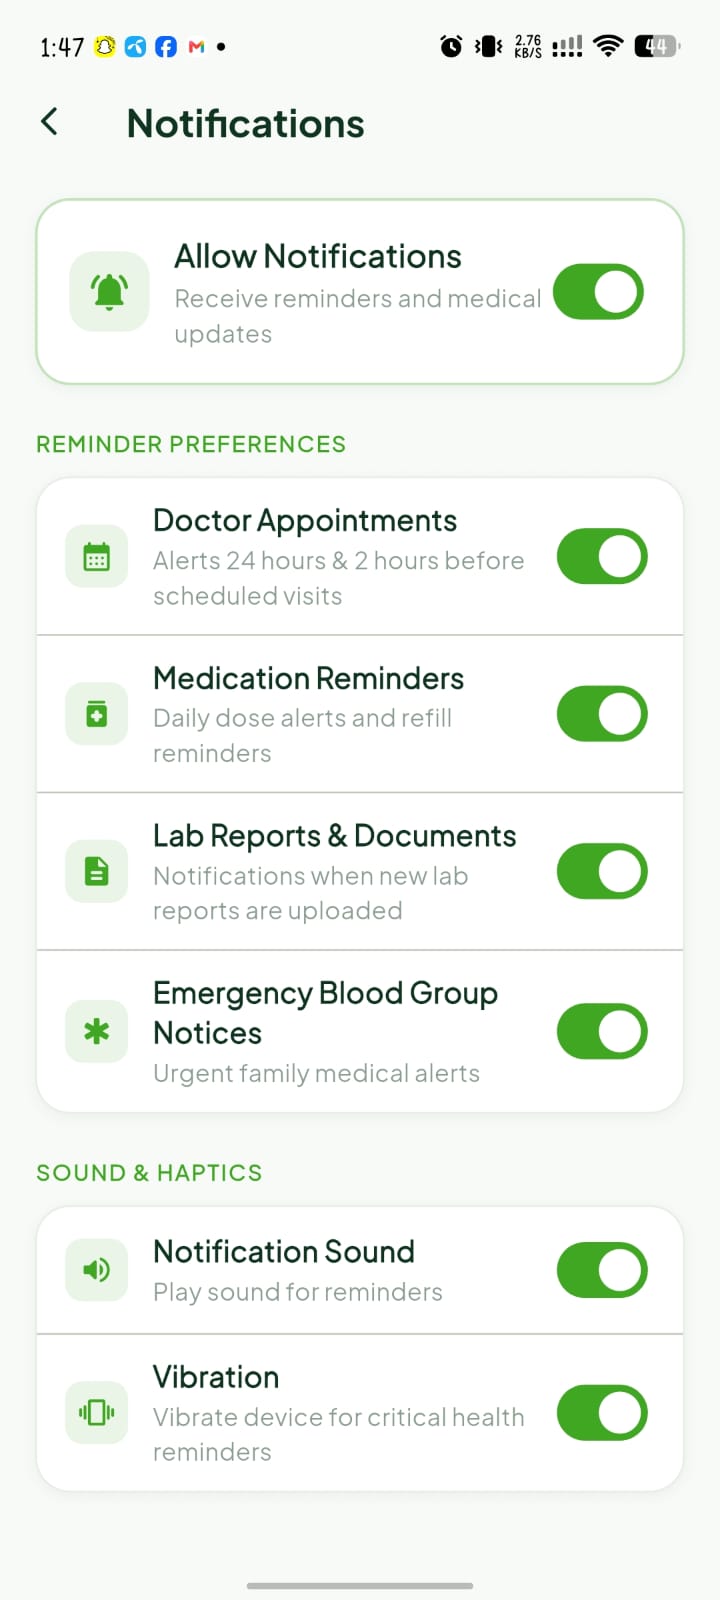 1:47
2.76
KB/S
44
Notifications
Allow Notifications
Receive reminders and medical
updates
REMINDER PREFERENCES
Doctor Appointments
Alerts 24 hours & 2 hours before
scheduled visits
Medication Reminders
Daily dose alerts and refill
reminders
Lab Reports & Documents
Notifications when new lab
reports are uploaded
Emergency Blood Group
Notices
Urgent family medical alerts
SOUND & HAPTICS
Notification Sound
Play sound for reminders
Vibration
Vibrate device for critical health
reminders